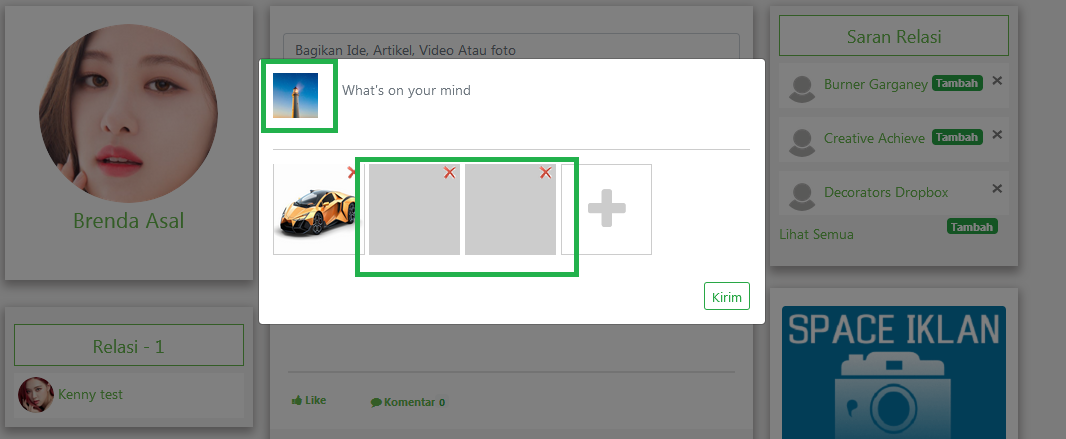 Brenda Asal
Relasi - 1
Kenny test
Bagikan Ide, Artikel, Video Atau foto
What's on your mind
Kirim
Like
Komentar 0
Saran Relasi
Burner Garganey Tambah
Creative Achieve Tambah
Decorators Dropbox
Tambah
Lihat Semua
SPACE IKLAN